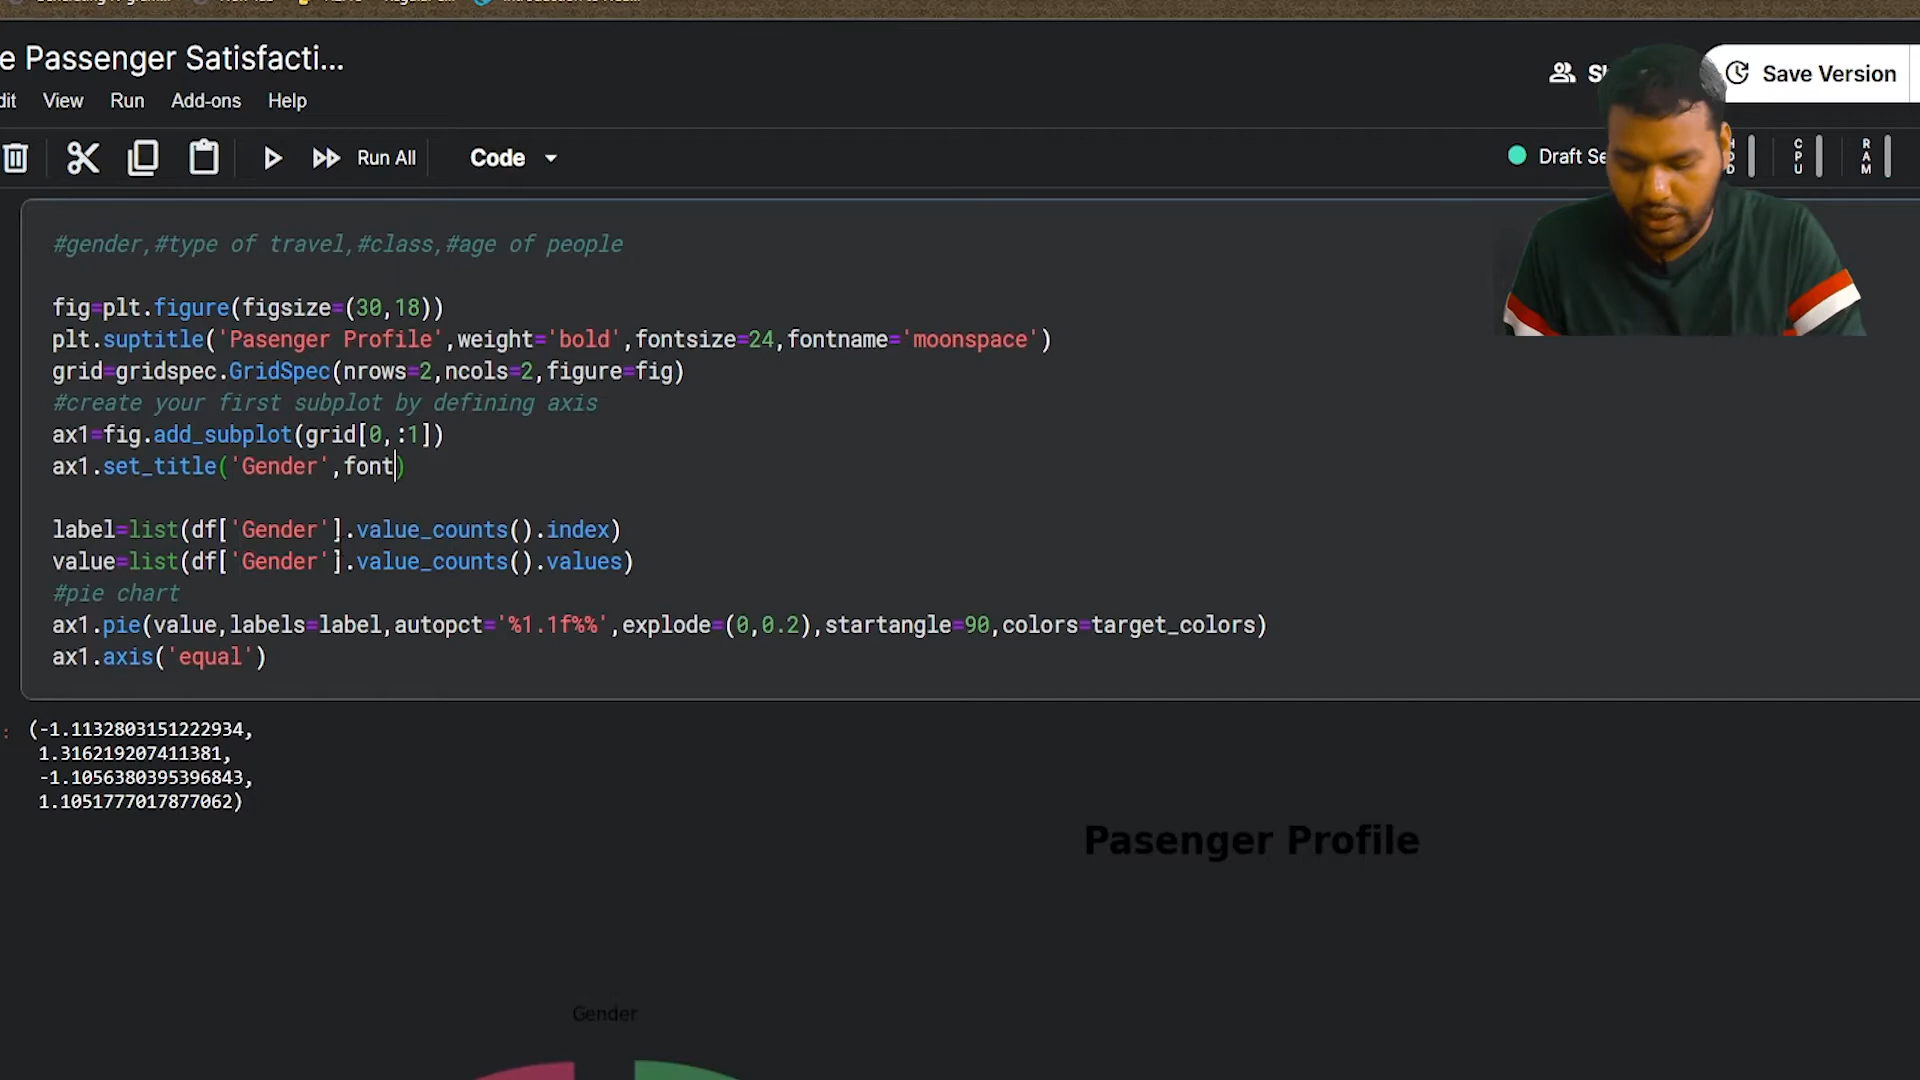 e Passenger Satisfacti...
Save Version
dit View Run Add-ons Help
Run All Code
Draft Se
CPU
RAM
#gender,#type of travel,#class,#age of people
fig=plt.figure(figsize=(30,18))
plt.suptitle('Pasenger Profile',weight='bold',fontsize=24,fontname='moonspace')
grid=gridspec.GridSpec(nrows=2,ncols=2,figure=fig)
#create your first subplot by defining axis
ax1=fig.add_subplot(grid[0,:1])
ax1.set_title('Gender',font)
label=list(df['Gender'].value_counts().index)
value=list(df['Gender'].value_counts().values)
#pie chart
ax1.pie(value,labels=label,autopct='%1.1f%%',explode=(0,0.2),startangle=90,colors=target_colors)
ax1.axis('equal')
(-1.1132803151222934,
1.316219207411381,
-1.1056380395396843,
1.1051777017877062)
Pasenger Profile
Gender